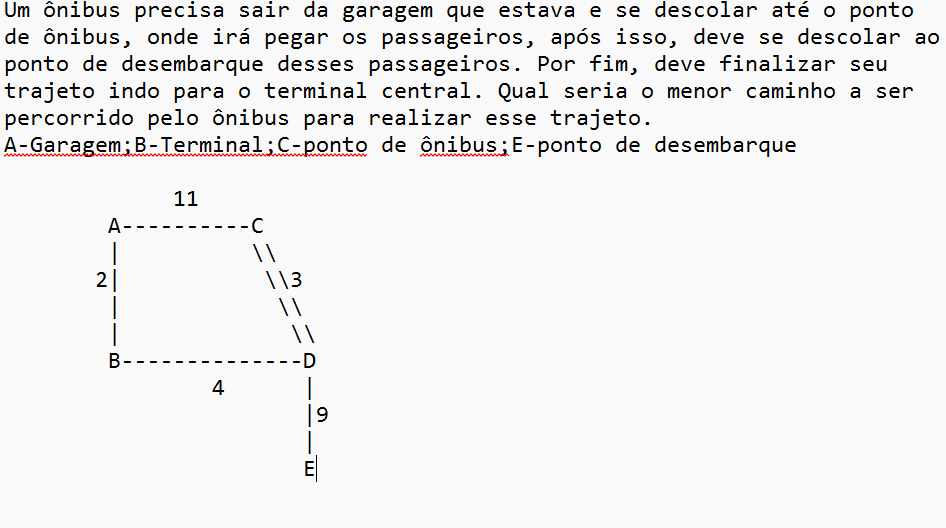 Um ônibus precisa sair da garagem que estava e se descolar até o ponto
de ônibus, onde irá pegar os passageiros, após isso, deve se descolar ao
ponto de desembarque desses passageiros. Por fim, deve finalizar seu
trajeto indo para o terminal central. Qual seria o menor caminho a ser
percorrido pelo ônibus para realizar esse trajeto.
A-Garagem;B-Terminal;C-ponto de ônibus;E-ponto de desembarque
11
A----------C
| \\
2| \\3
| \\
| \\
B--------------D
4 |
|9
|
E